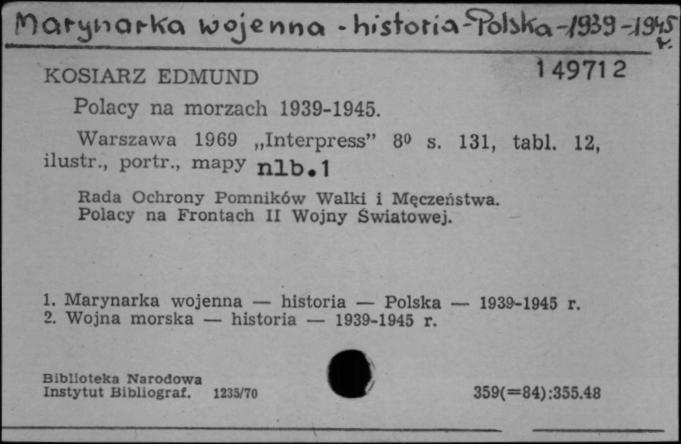 Marynarka wojenna - historia - Polska - 1939 - 1945 r.
149712
KOSIARZ EDMUND
Polacy na morzach 1939-1945.
Warszawa 1969 „Interpress” 8⁰ s. 131, tabl. 12,
ilustr., portr., mapy nlb.1
Rada Ochrony Pomników Walki i Męczeństwa.
Polacy na Frontach II Wojny Światowej.
1. Marynarka wojenna — historia — Polska — 1939-1945 r.
2. Wojna morska — historia — 1939-1945 r.
Biblioteka Narodowa
Instytut Bibliograf. 1235/70 359(=84):355.48